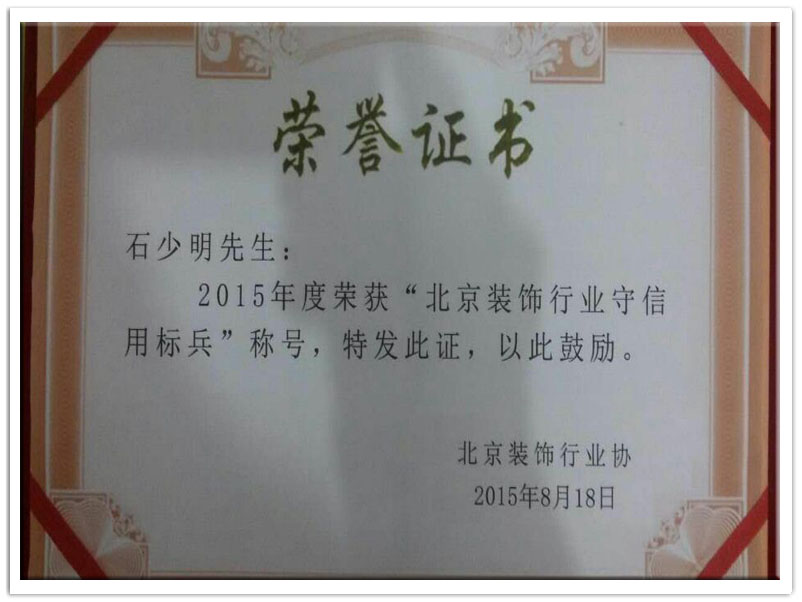 荣誉证书
石少明先生：
2015年度荣获“北京装饰行业守信
用标兵”称号，特发此证，以此鼓励。
北京装饰行业协
2015年8月18日